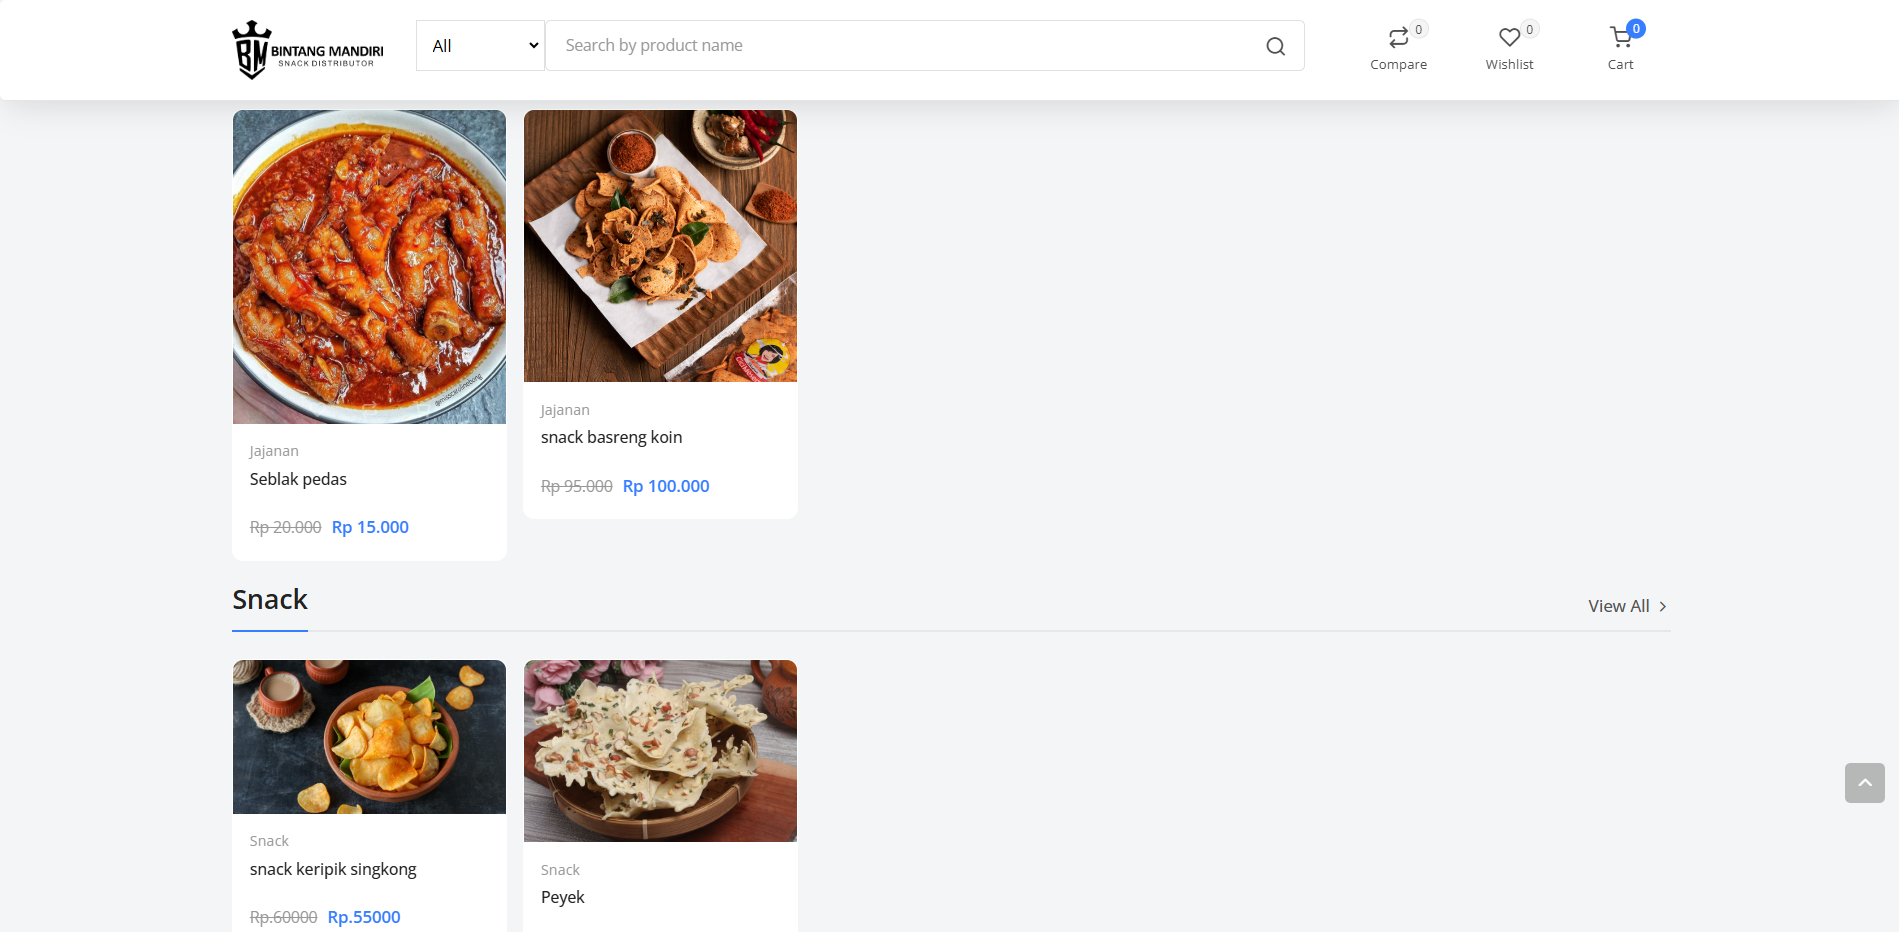 BM BINTANG MANDIRI
SNACK DISTRIBUTOR
All
Search by product name
0
Compare
0
Wishlist
0
Cart
Jajanan
Seblak pedas
Rp 20.000 Rp 15.000
Jajanan
snack basreng koin
Rp 95.000 Rp 100.000
Snack
View All
Snack
snack keripik singkong
Rp.60000 Rp.55000
Snack
Peyek